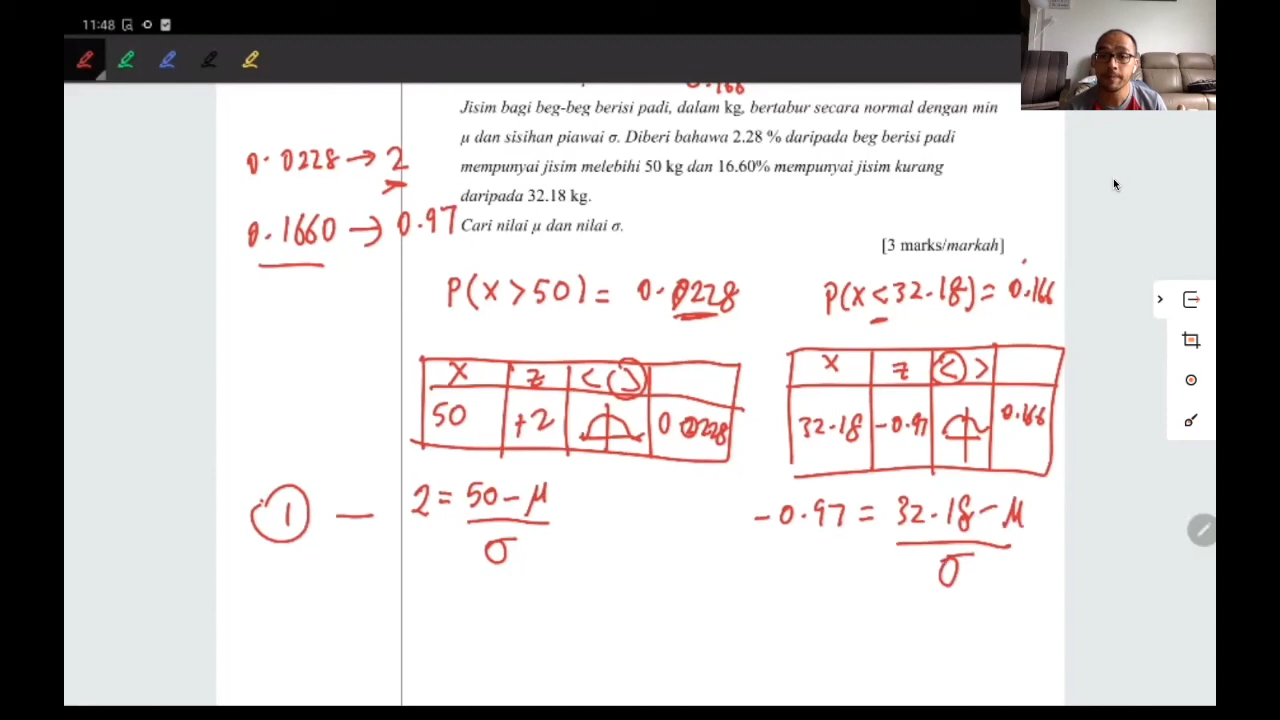 11:48
0.166
Jisim bagi beg-beg berisi padi, dalam kg, bertabur secara normal dengan min
μ dan sisihan piawai σ. Diberi bahawa 2.28 % daripada beg berisi padi
mempunyai jisim melebihi 50 kg dan 16.60% mempunyai jisim kurang
daripada 32.18 kg.
Cari nilai μ dan nilai σ.
[3 marks/markah]
0.0228 → 2
0.1660 → 0.97
P(X > 50) = 0.0228
P(X < 32.18) = 0.166
X z < >
50 +2 0.0228
X z < >
32.18 -0.97 0.166
1 — 2 = 50 - μ
σ
-0.97 = 32.18 - μ
σ